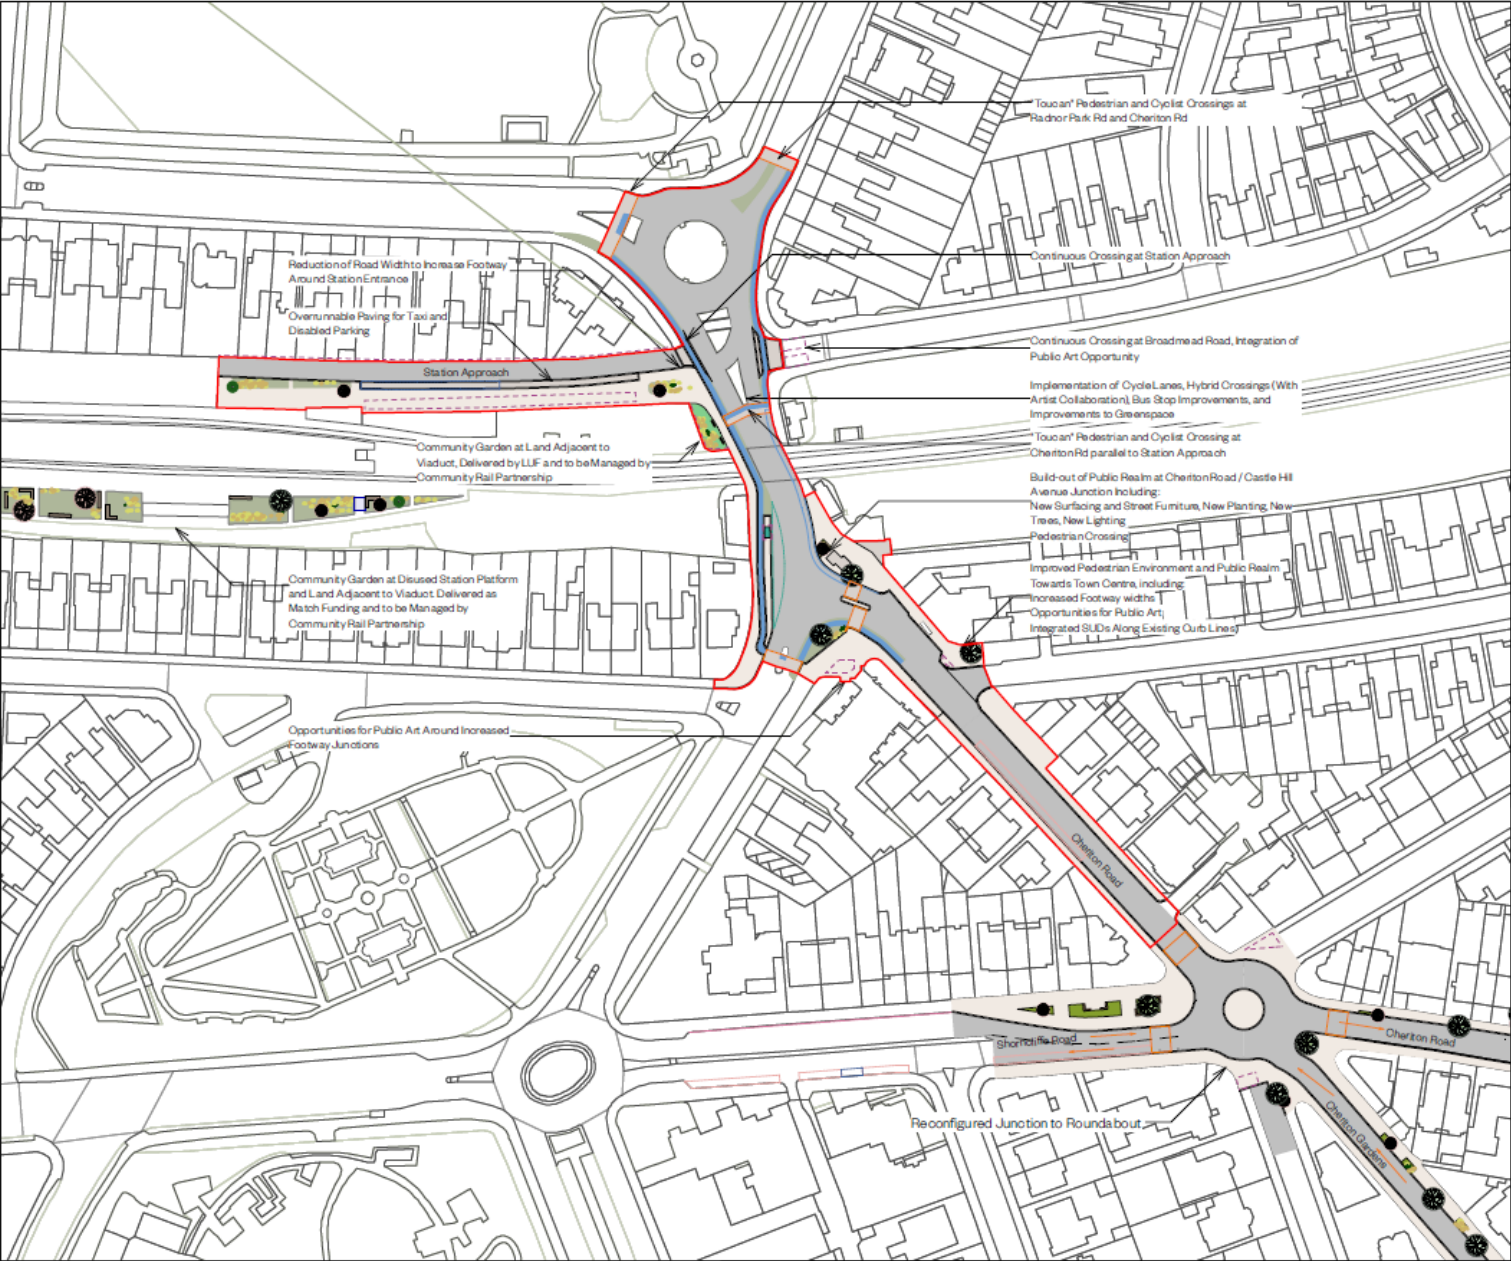 "Toucan" Pedestrian and Cyclist Crossings at
Radnor Park Rd and Cheriton Rd
Continuous Crossing at Station Approach
Reduction of Road Width to Increase Footway
Around Station Entrance
Overrunnable Paving for Taxi and
Disabled Parking
Continuous Crossing at Broadmead Road, Integration of
Public Art Opportunity
Station Approach
Implementation of Cycle Lanes, Hybrid Crossings (With
Artist Collaboration), Bus Stop Improvements, and
Improvements to Greenspace
"Toucan" Pedestrian and Cyclist Crossing at
Cheriton Rd parallel to Station Approach
Community Garden at Land Adjacent to
Viaduct, Delivered by LUF and to be Managed by
Community Rail Partnership
Build-out of Public Realm at Cheriton Road / Castle Hill
Avenue Junction Including:
New Surfacing and Street Furniture, New Planting, New
Trees, New Lighting
Pedestrian Crossing
Improved Pedestrian Environment and Public Realm
Towards Town Centre, including:
Increased Footway widths
Opportunities for Public Art;
Integrated SUDs Along Existing Curb Lines)
Community Garden at Disused Station Platform
and Land Adjacent to Viaduct. Delivered as
Match Funding and to be Managed by
Community Rail Partnership
Opportunities for Public Art Around Increased
Footway Junctions
Cheriton Road
Shorncliffe Road
Cheriton Road
Reconfigured Junction to Roundabout
Cheriton Gardens